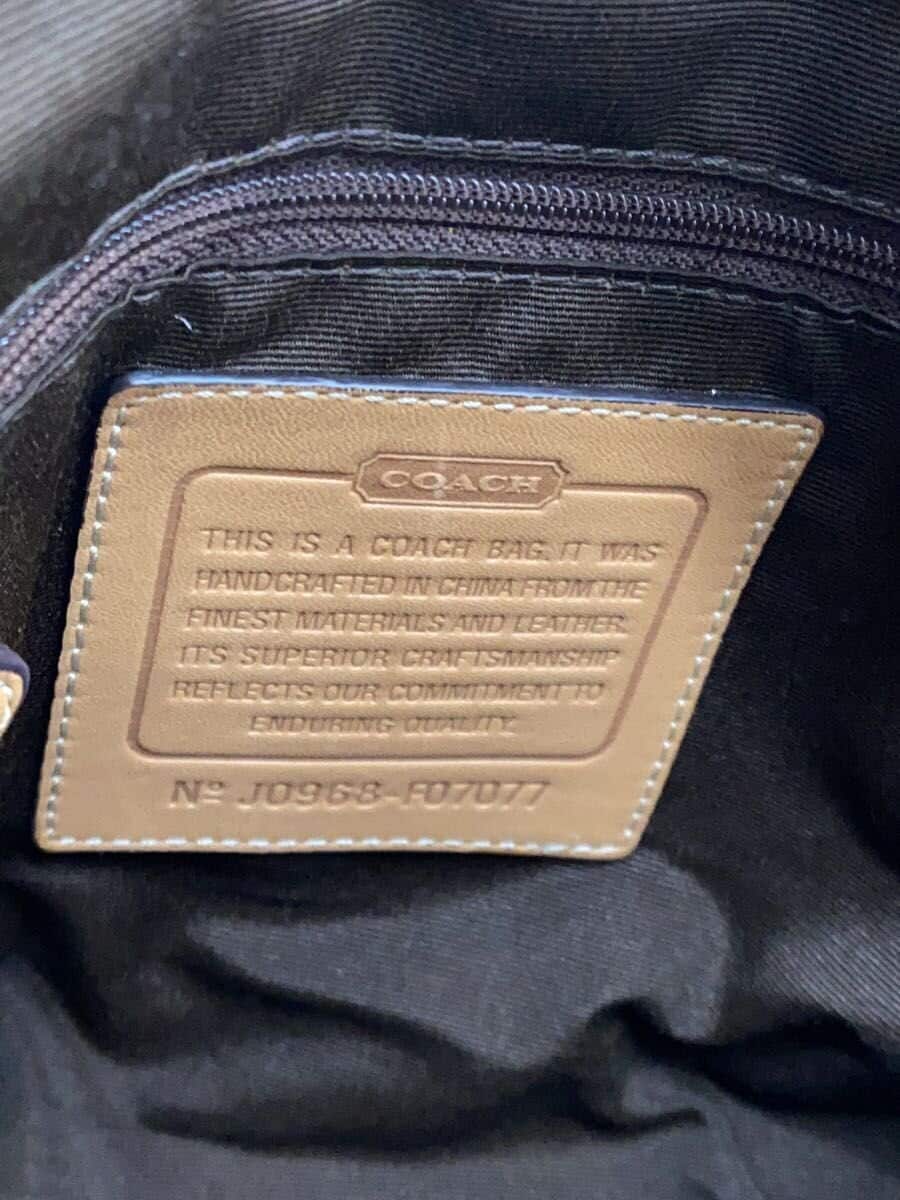 COACH
THIS IS A COACH BAG. IT WAS
HANDCRAFTED IN CHINA FROM THE
FINEST MATERIALS AND LEATHER.
ITS SUPERIOR CRAFTSMANSHIP
REFLECTS OUR COMMITMENT TO
ENDURING QUALITY.
Nº J0968-F07077